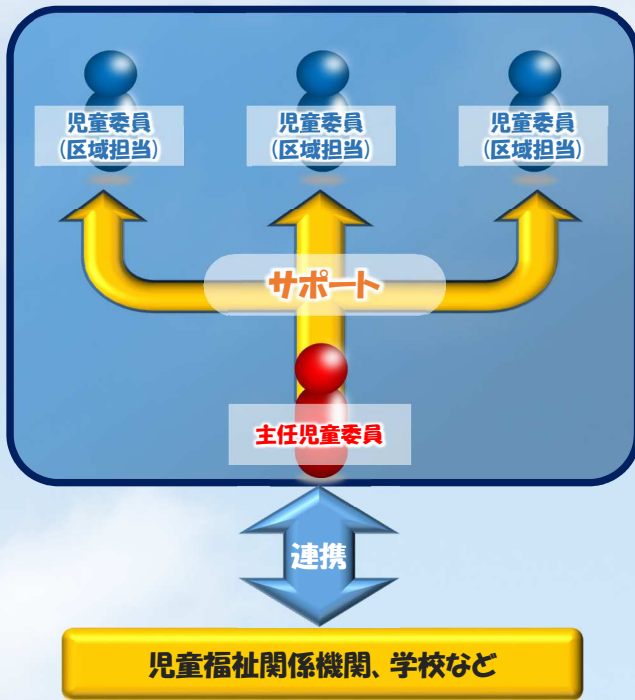 児童委員
(区域担当)
児童委員
(区域担当)
児童委員
(区域担当)
サポート
主任児童委員
連携
児童福祉関係機関、学校など